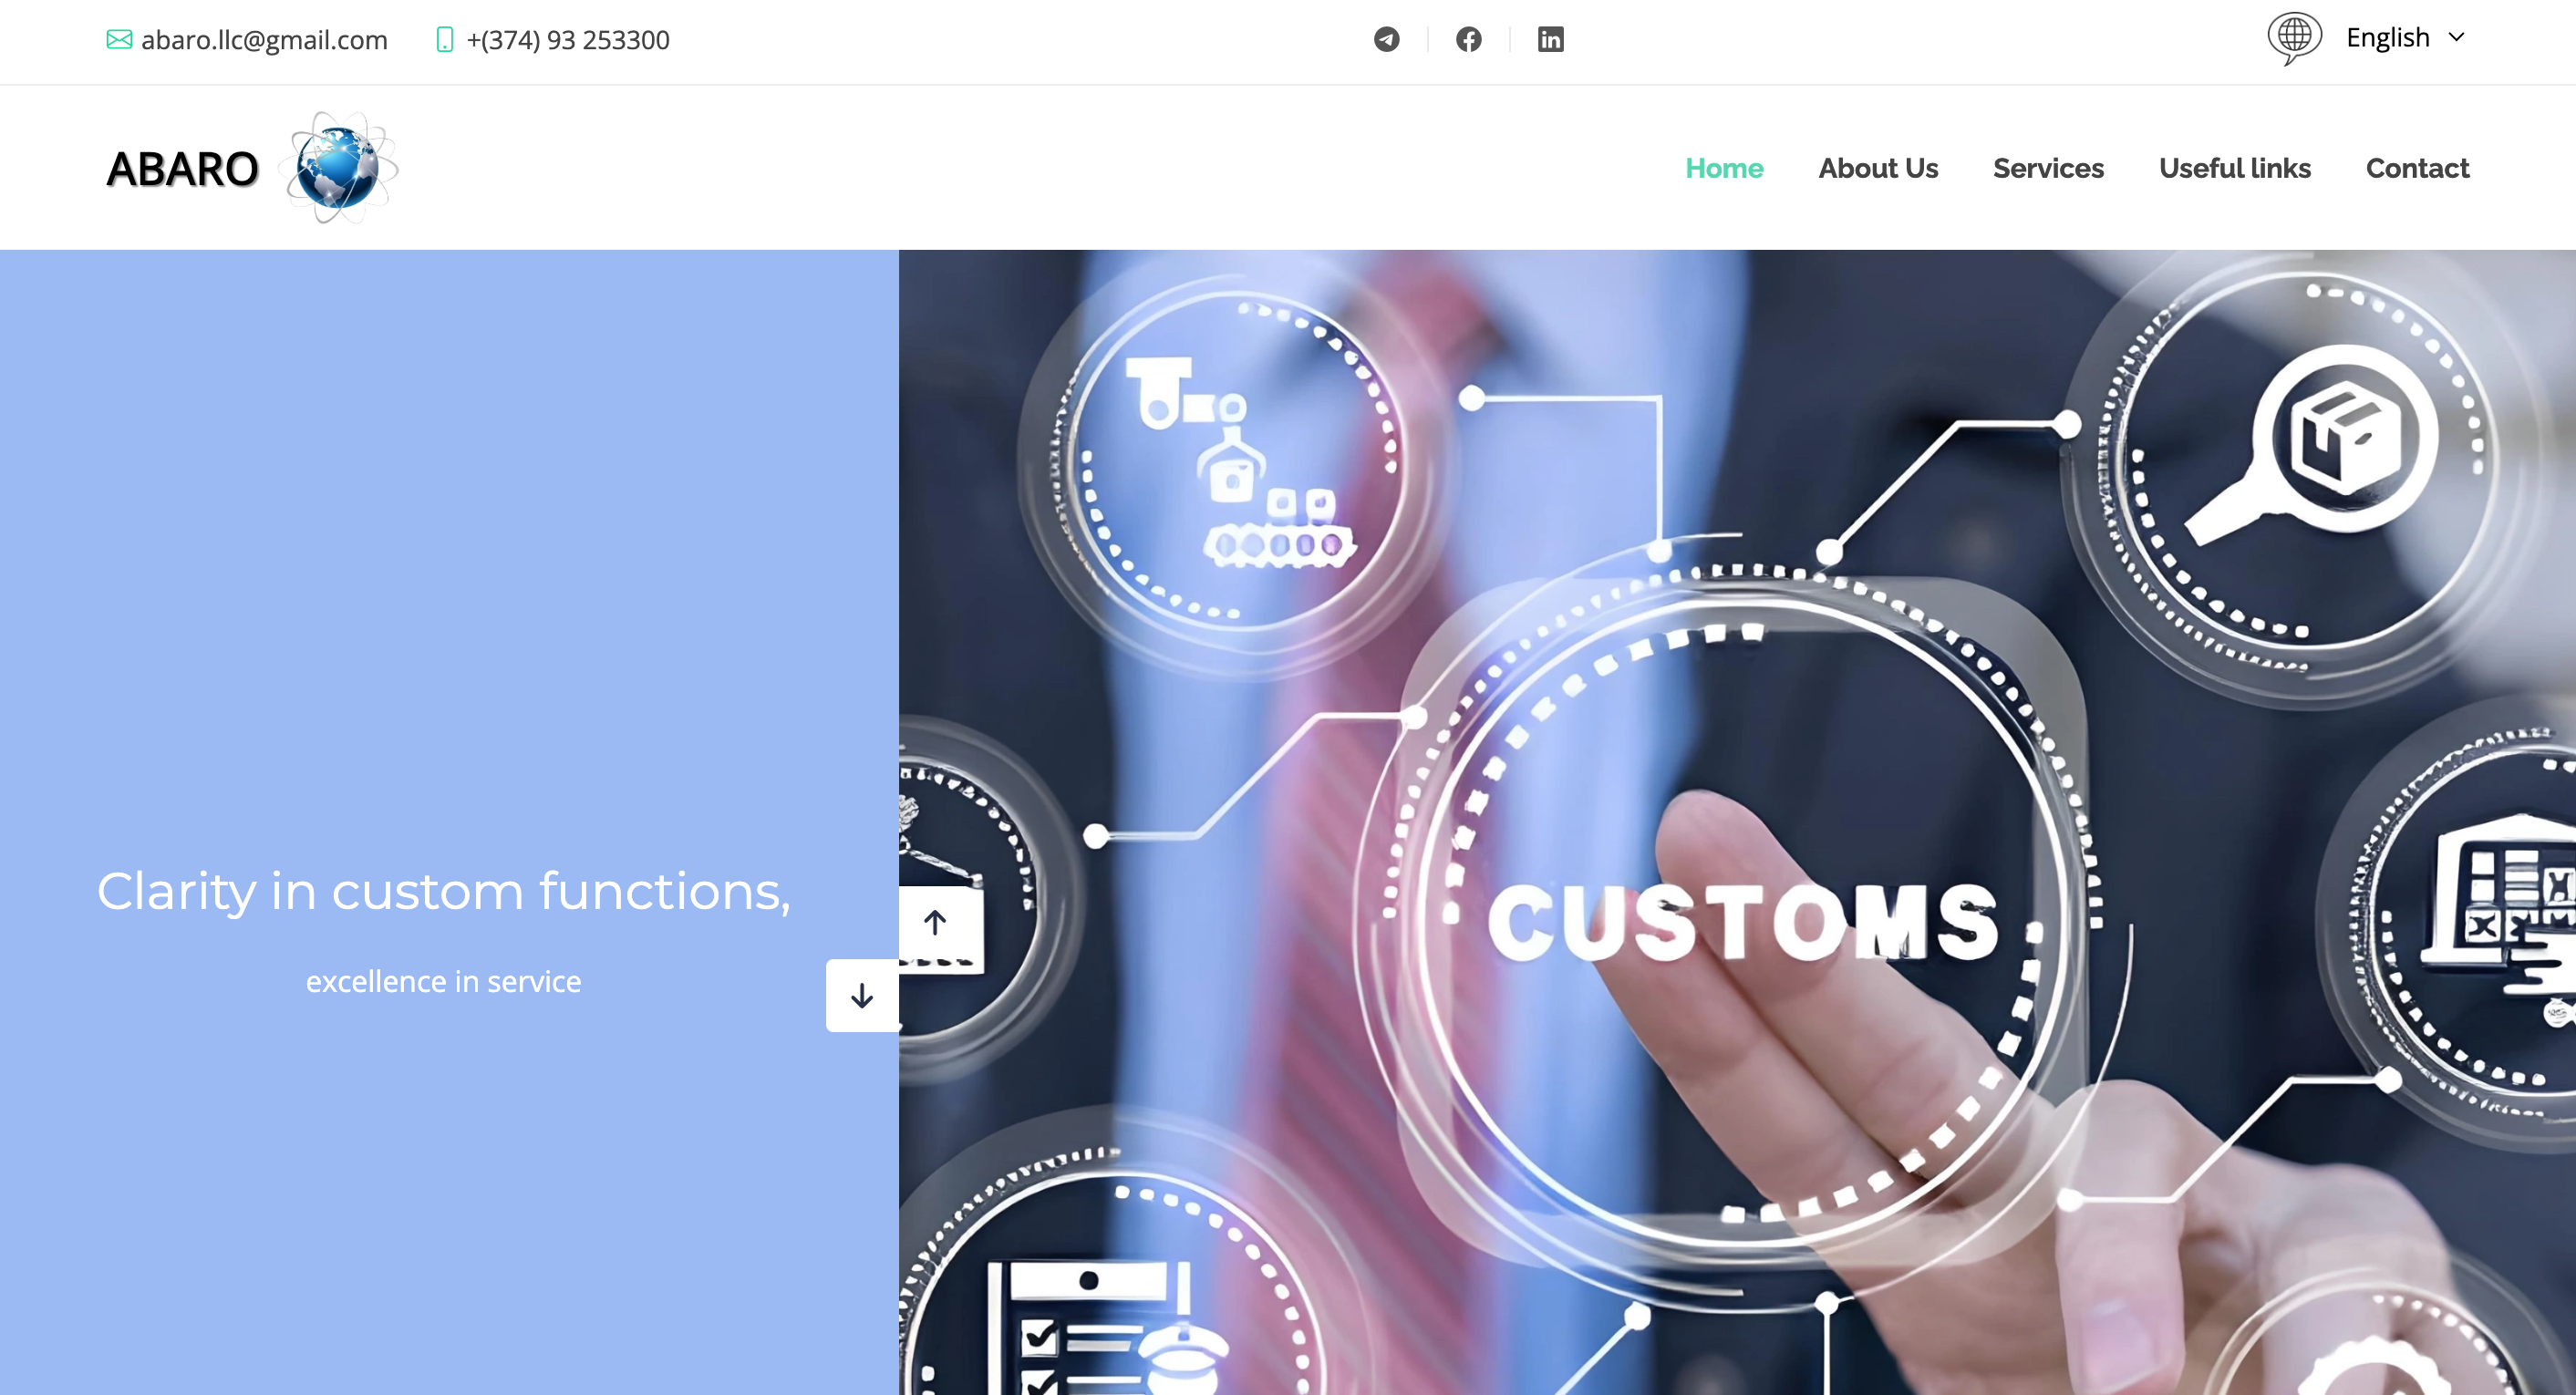 abaro.llc@gmail.com +(374) 93 253300 English
ABARO Home About Us Services Useful links Contact
Clarity in custom functions,
excellence in service
CUSTOMS